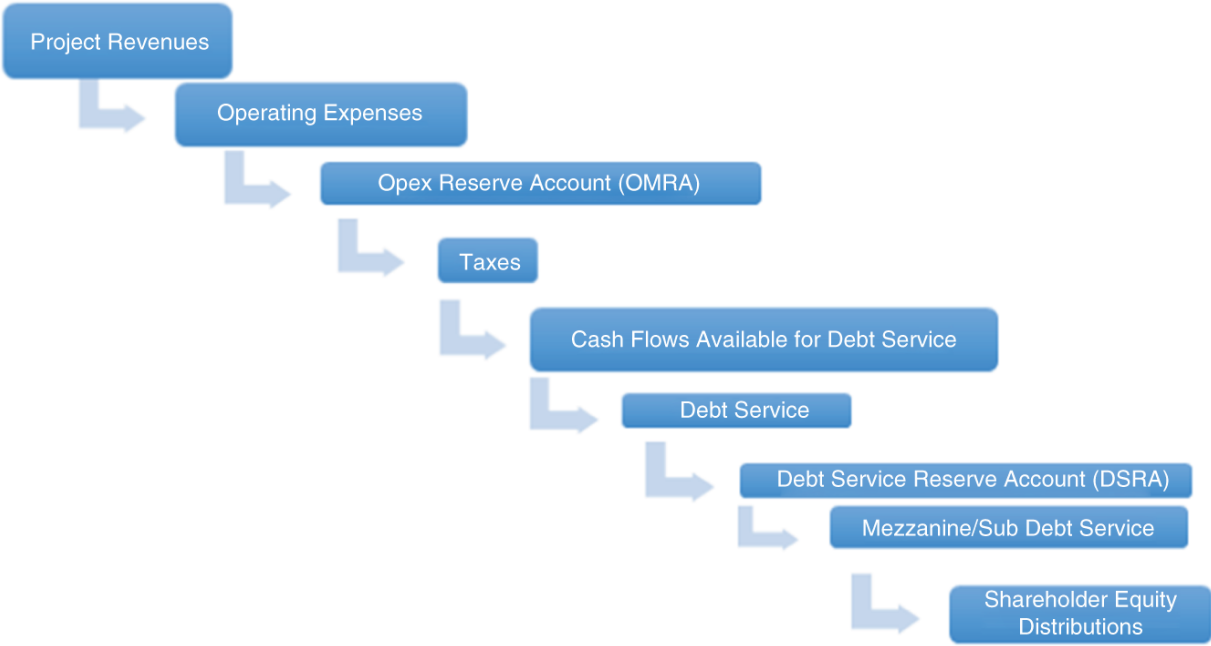 Project Revenues
Operating Expenses
Opex Reserve Account (OMRA)
Taxes
Cash Flows Available for Debt Service
Debt Service
Debt Service Reserve Account (DSRA)
Mezzanine/Sub Debt Service
Shareholder Equity
Distributions